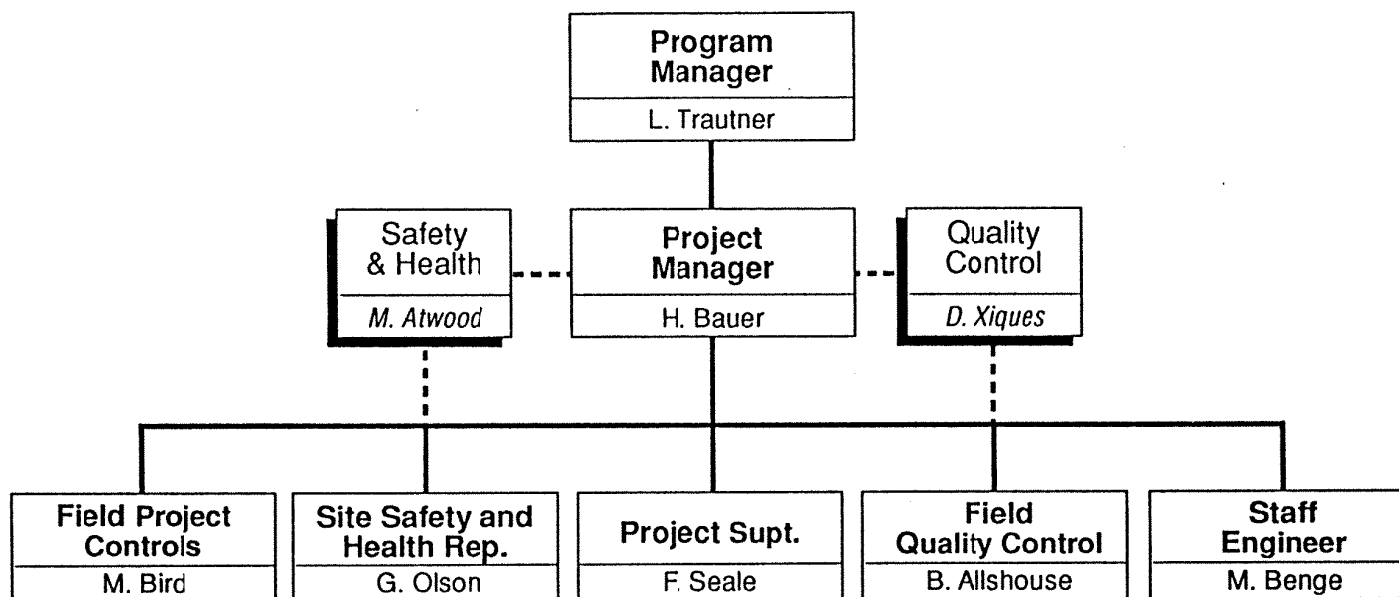 Program
Manager
L. Trautner
Safety
& Health
M. Atwood
Project
Manager
H. Bauer
Quality
Control
D. Xiques
Field Project
Controls
M. Bird
Site Safety and
Health Rep.
G. Olson
Project Supt.
F. Seale
Field
Quality Control
B. Allshouse
Staff
Engineer
M. Benge